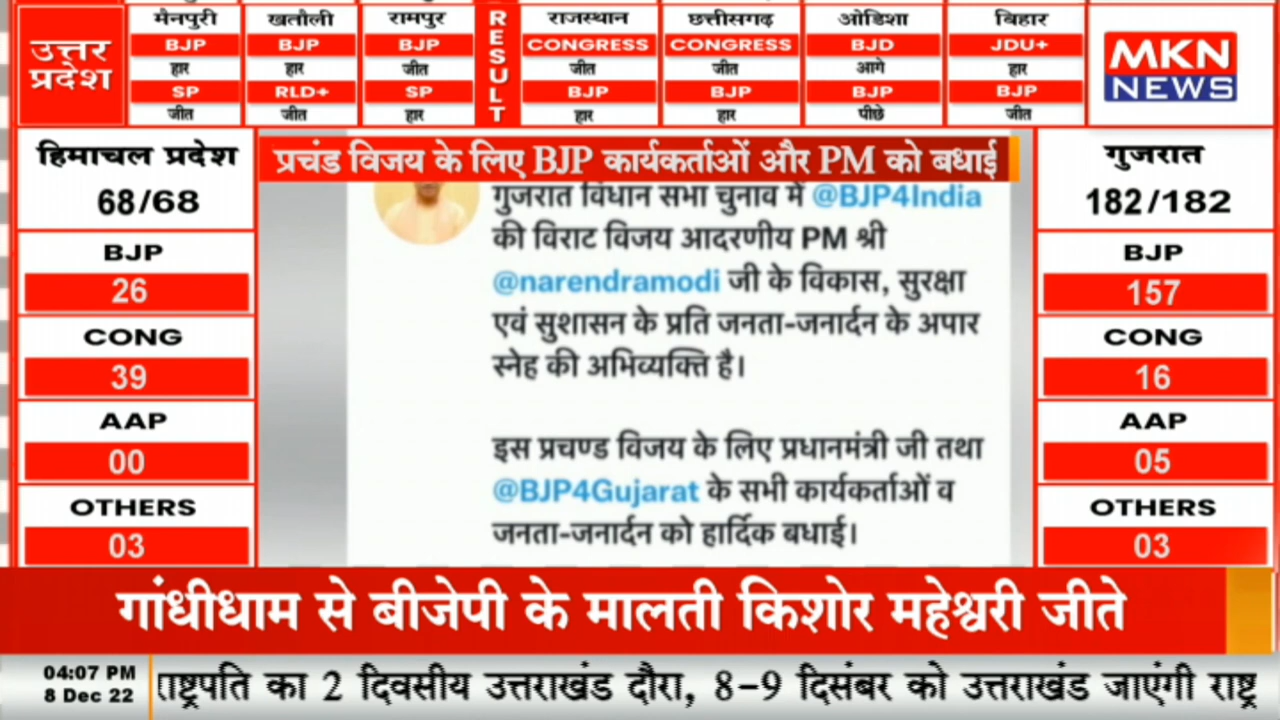 उत्तर प्रदेश
मैनपुरी
BJP
हार
SP
जीत
खतौली
BJP
हार
RLD+
जीत
रामपुर
BJP
जीत
SP
हार
RESULT
राजस्थान
CONGRESS
जीत
BJP
हार
छत्तीसगढ़
CONGRESS
जीत
BJP
हार
ओडिशा
BJD
आगे
BJP
पीछे
बिहार
JDU+
हार
BJP
जीत
MKN
NEWS
हिमाचल प्रदेश
68/68
BJP
26
CONG
39
AAP
00
OTHERS
03
प्रचंड विजय के लिए BJP कार्यकर्ताओं और PM को बधाई
गुजरात विधान सभा चुनाव में @BJP4India
की विराट विजय आदरणीय PM श्री
@narendramodi जी के विकास, सुरक्षा
एवं सुशासन के प्रति जनता-जनार्दन के अपार
स्नेह की अभिव्यक्ति है।
इस प्रचण्ड विजय के लिए प्रधानमंत्री जी तथा
@BJP4Gujarat के सभी कार्यकर्ताओं व
जनता-जनार्दन को हार्दिक बधाई।
गुजरात
182/182
BJP
157
CONG
16
AAP
05
OTHERS
03
गांधीधाम से बीजेपी के मालती किशोर महेश्वरी जीते
04:07 PM
8 Dec 22
राष्ट्रपति का 2 दिवसीय उत्तराखंड दौरा, 8-9 दिसंबर को उत्तराखंड जाएंगी राष्ट्र